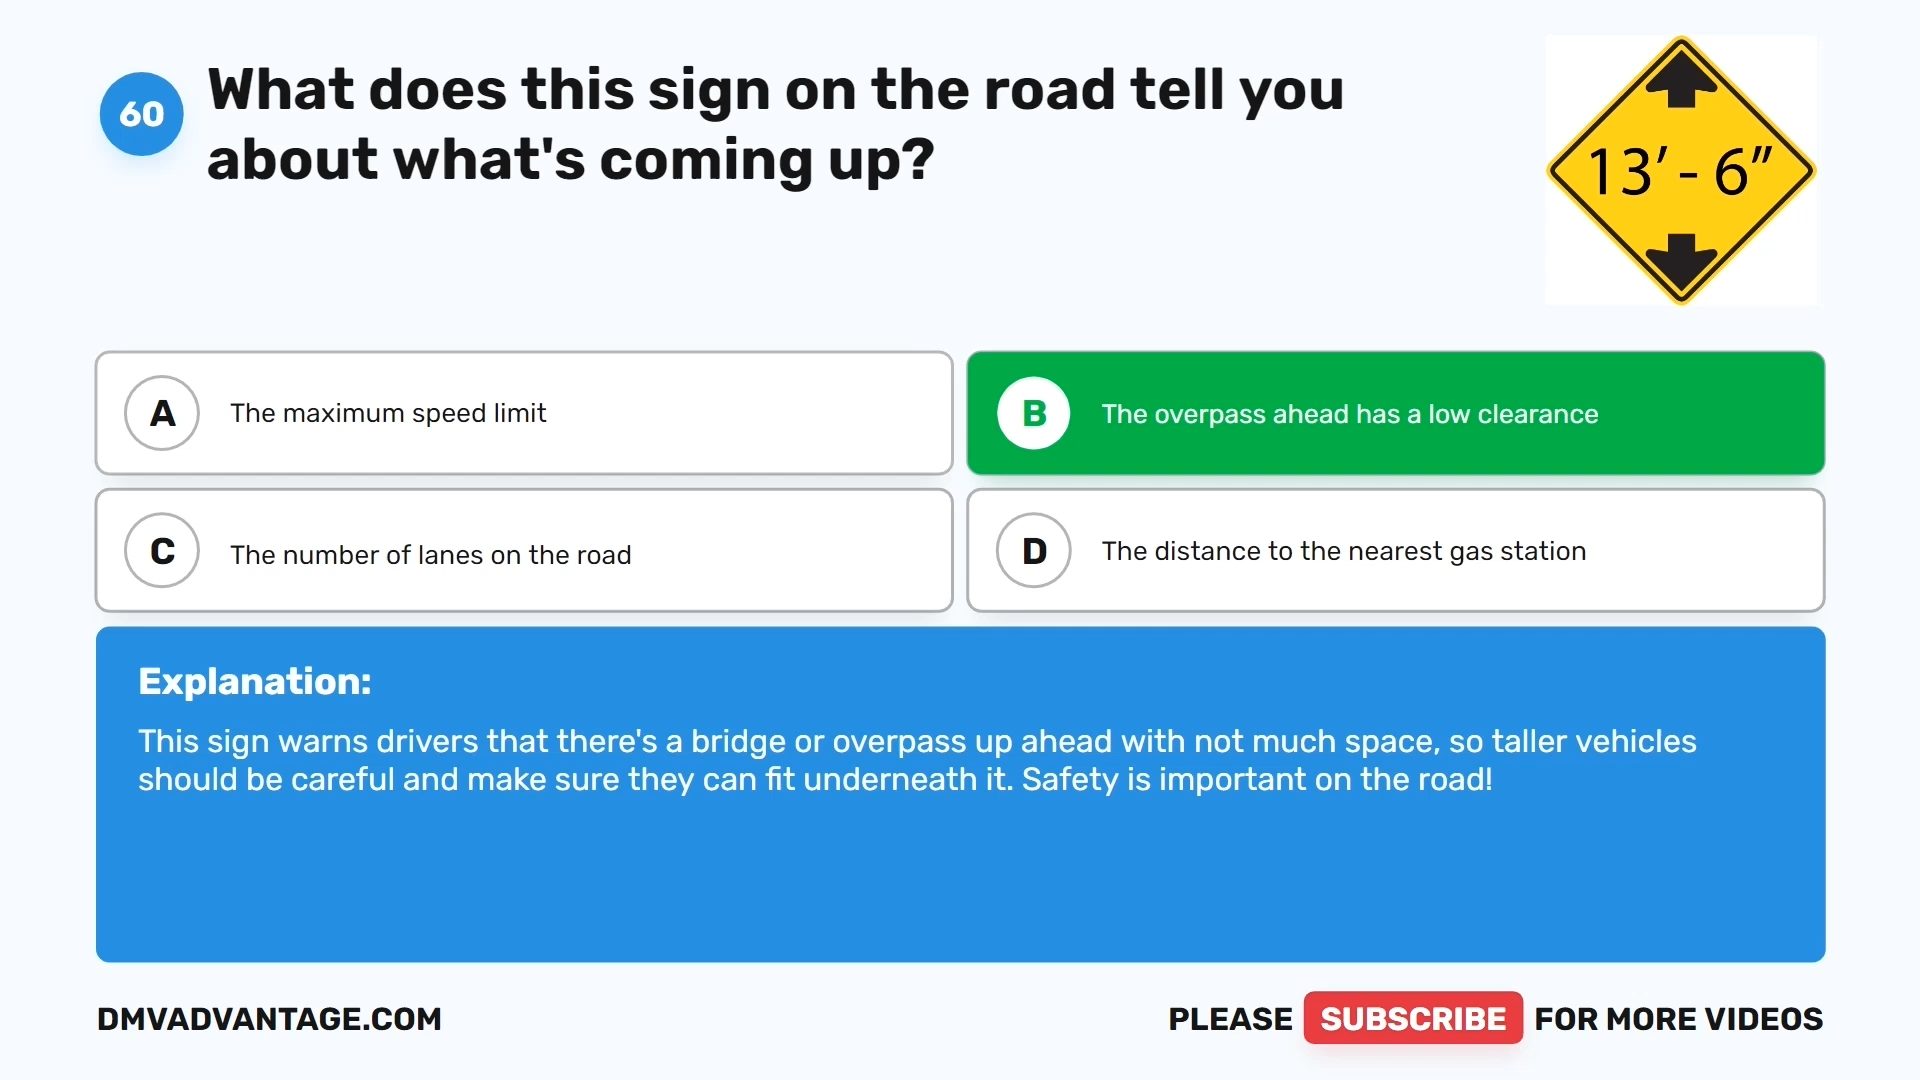 60
What does this sign on the road tell you
about what's coming up?
13’ - 6”
A The maximum speed limit
B The overpass ahead has a low clearance
C The number of lanes on the road
D The distance to the nearest gas station
Explanation:
This sign warns drivers that there's a bridge or overpass up ahead with not much space, so taller vehicles
should be careful and make sure they can fit underneath it. Safety is important on the road!
DMVADVANTAGE.COM
PLEASE SUBSCRIBE FOR MORE VIDEOS